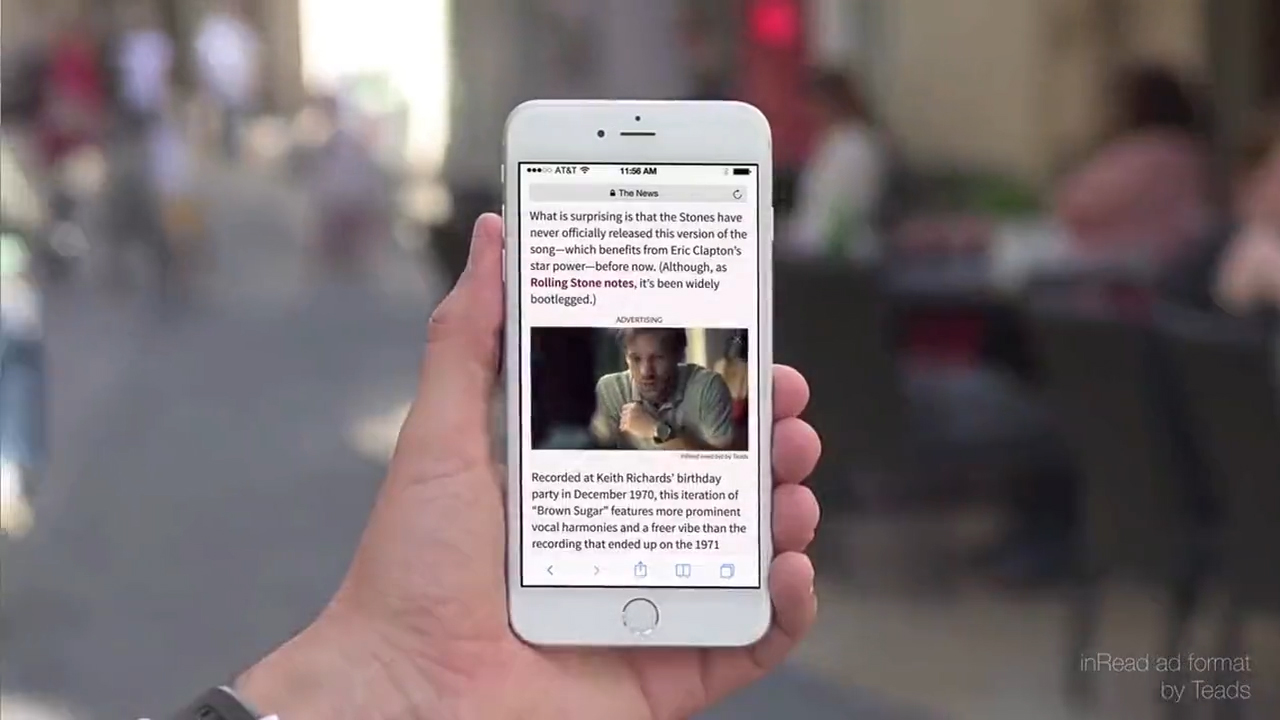 AT&T
11:56 AM
The News
What is surprising is that the Stones have
never officially released this version of the
song—which benefits from Eric Clapton's
star power—before now. (Although, as
Rolling Stone notes, it's been widely
bootlegged.)
ADVERTISING
inRead invented by Teads
Recorded at Keith Richards' birthday
party in December 1970, this iteration of
“Brown Sugar” features more prominent
vocal harmonies and a freer vibe than the
recording that ended up on the 1971
inRead ad format
by Teads